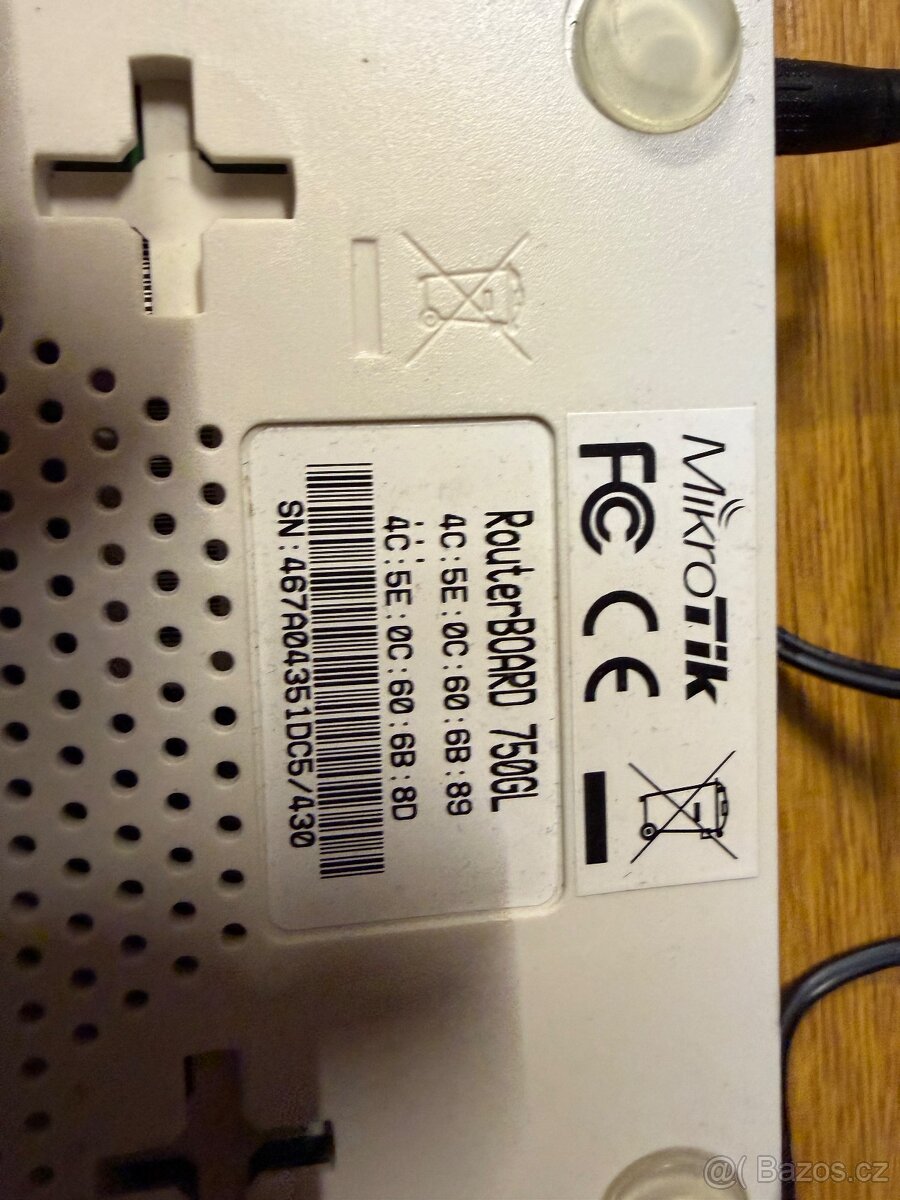 MikroTik
FC CE
RouterBOARD 750GL
4C:5E:0C:60:6B:89
:
4C:5E:0C:60:6B:8D
SN:467A04351DC5/430
@( Bazos.cz